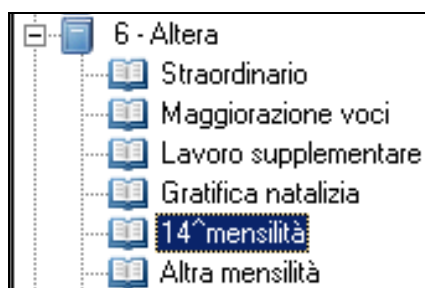 6 - Altera
Straordinario
Maggiorazione voci
Lavoro supplementare
Gratifica natalizia
14^mensilità
Altra mensilità